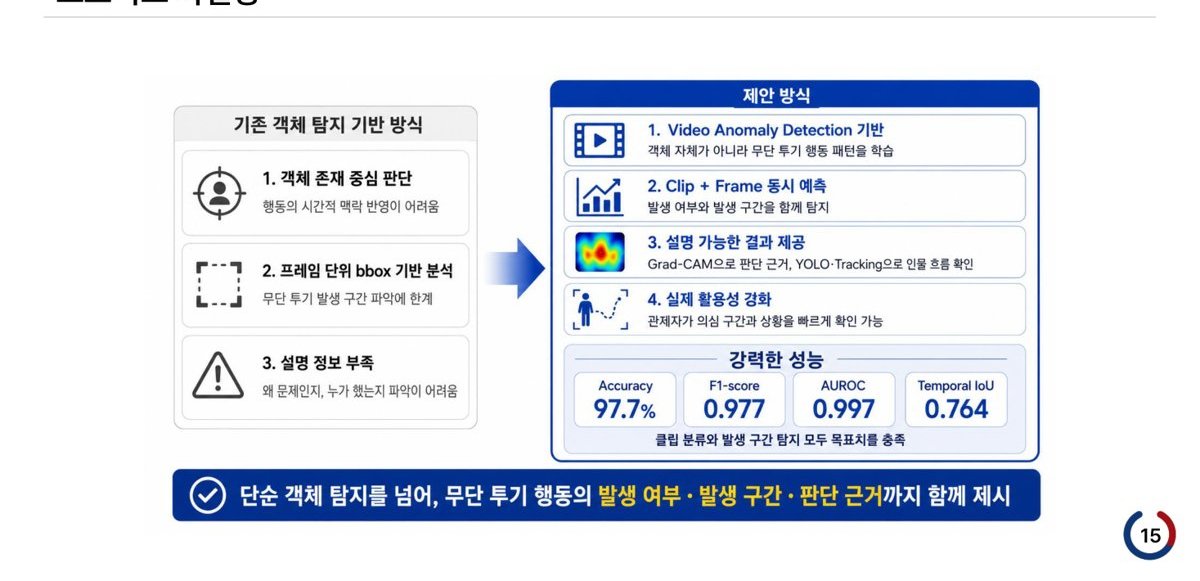 기존 객체 탐지 기반 방식
1. 객체 존재 중심 판단
행동의 시간적 맥락 반영이 어려움
2. 프레임 단위 bbox 기반 분석
무단 투기 발생 구간 파악에 한계
3. 설명 정보 부족
왜 문제인지, 누가 했는지 파악이 어려움
제안 방식
1. Video Anomaly Detection 기반
객체 자체가 아니라 무단 투기 행동 패턴을 학습
2. Clip + Frame 동시 예측
발생 여부와 발생 구간을 함께 탐지
3. 설명 가능한 결과 제공
Grad-CAM으로 판단 근거, YOLO·Tracking으로 인물 흐름 확인
4. 실제 활용성 강화
관제자가 의심 구간과 상황을 빠르게 확인 가능
강력한 성능
Accuracy
97.7%
F1-score
0.977
AUROC
0.997
Temporal IoU
0.764
클립 분류와 발생 구간 탐지 모두 목표치를 충족
단순 객체 탐지를 넘어, 무단 투기 행동의 발생 여부 · 발생 구간 · 판단 근거까지 함께 제시
15